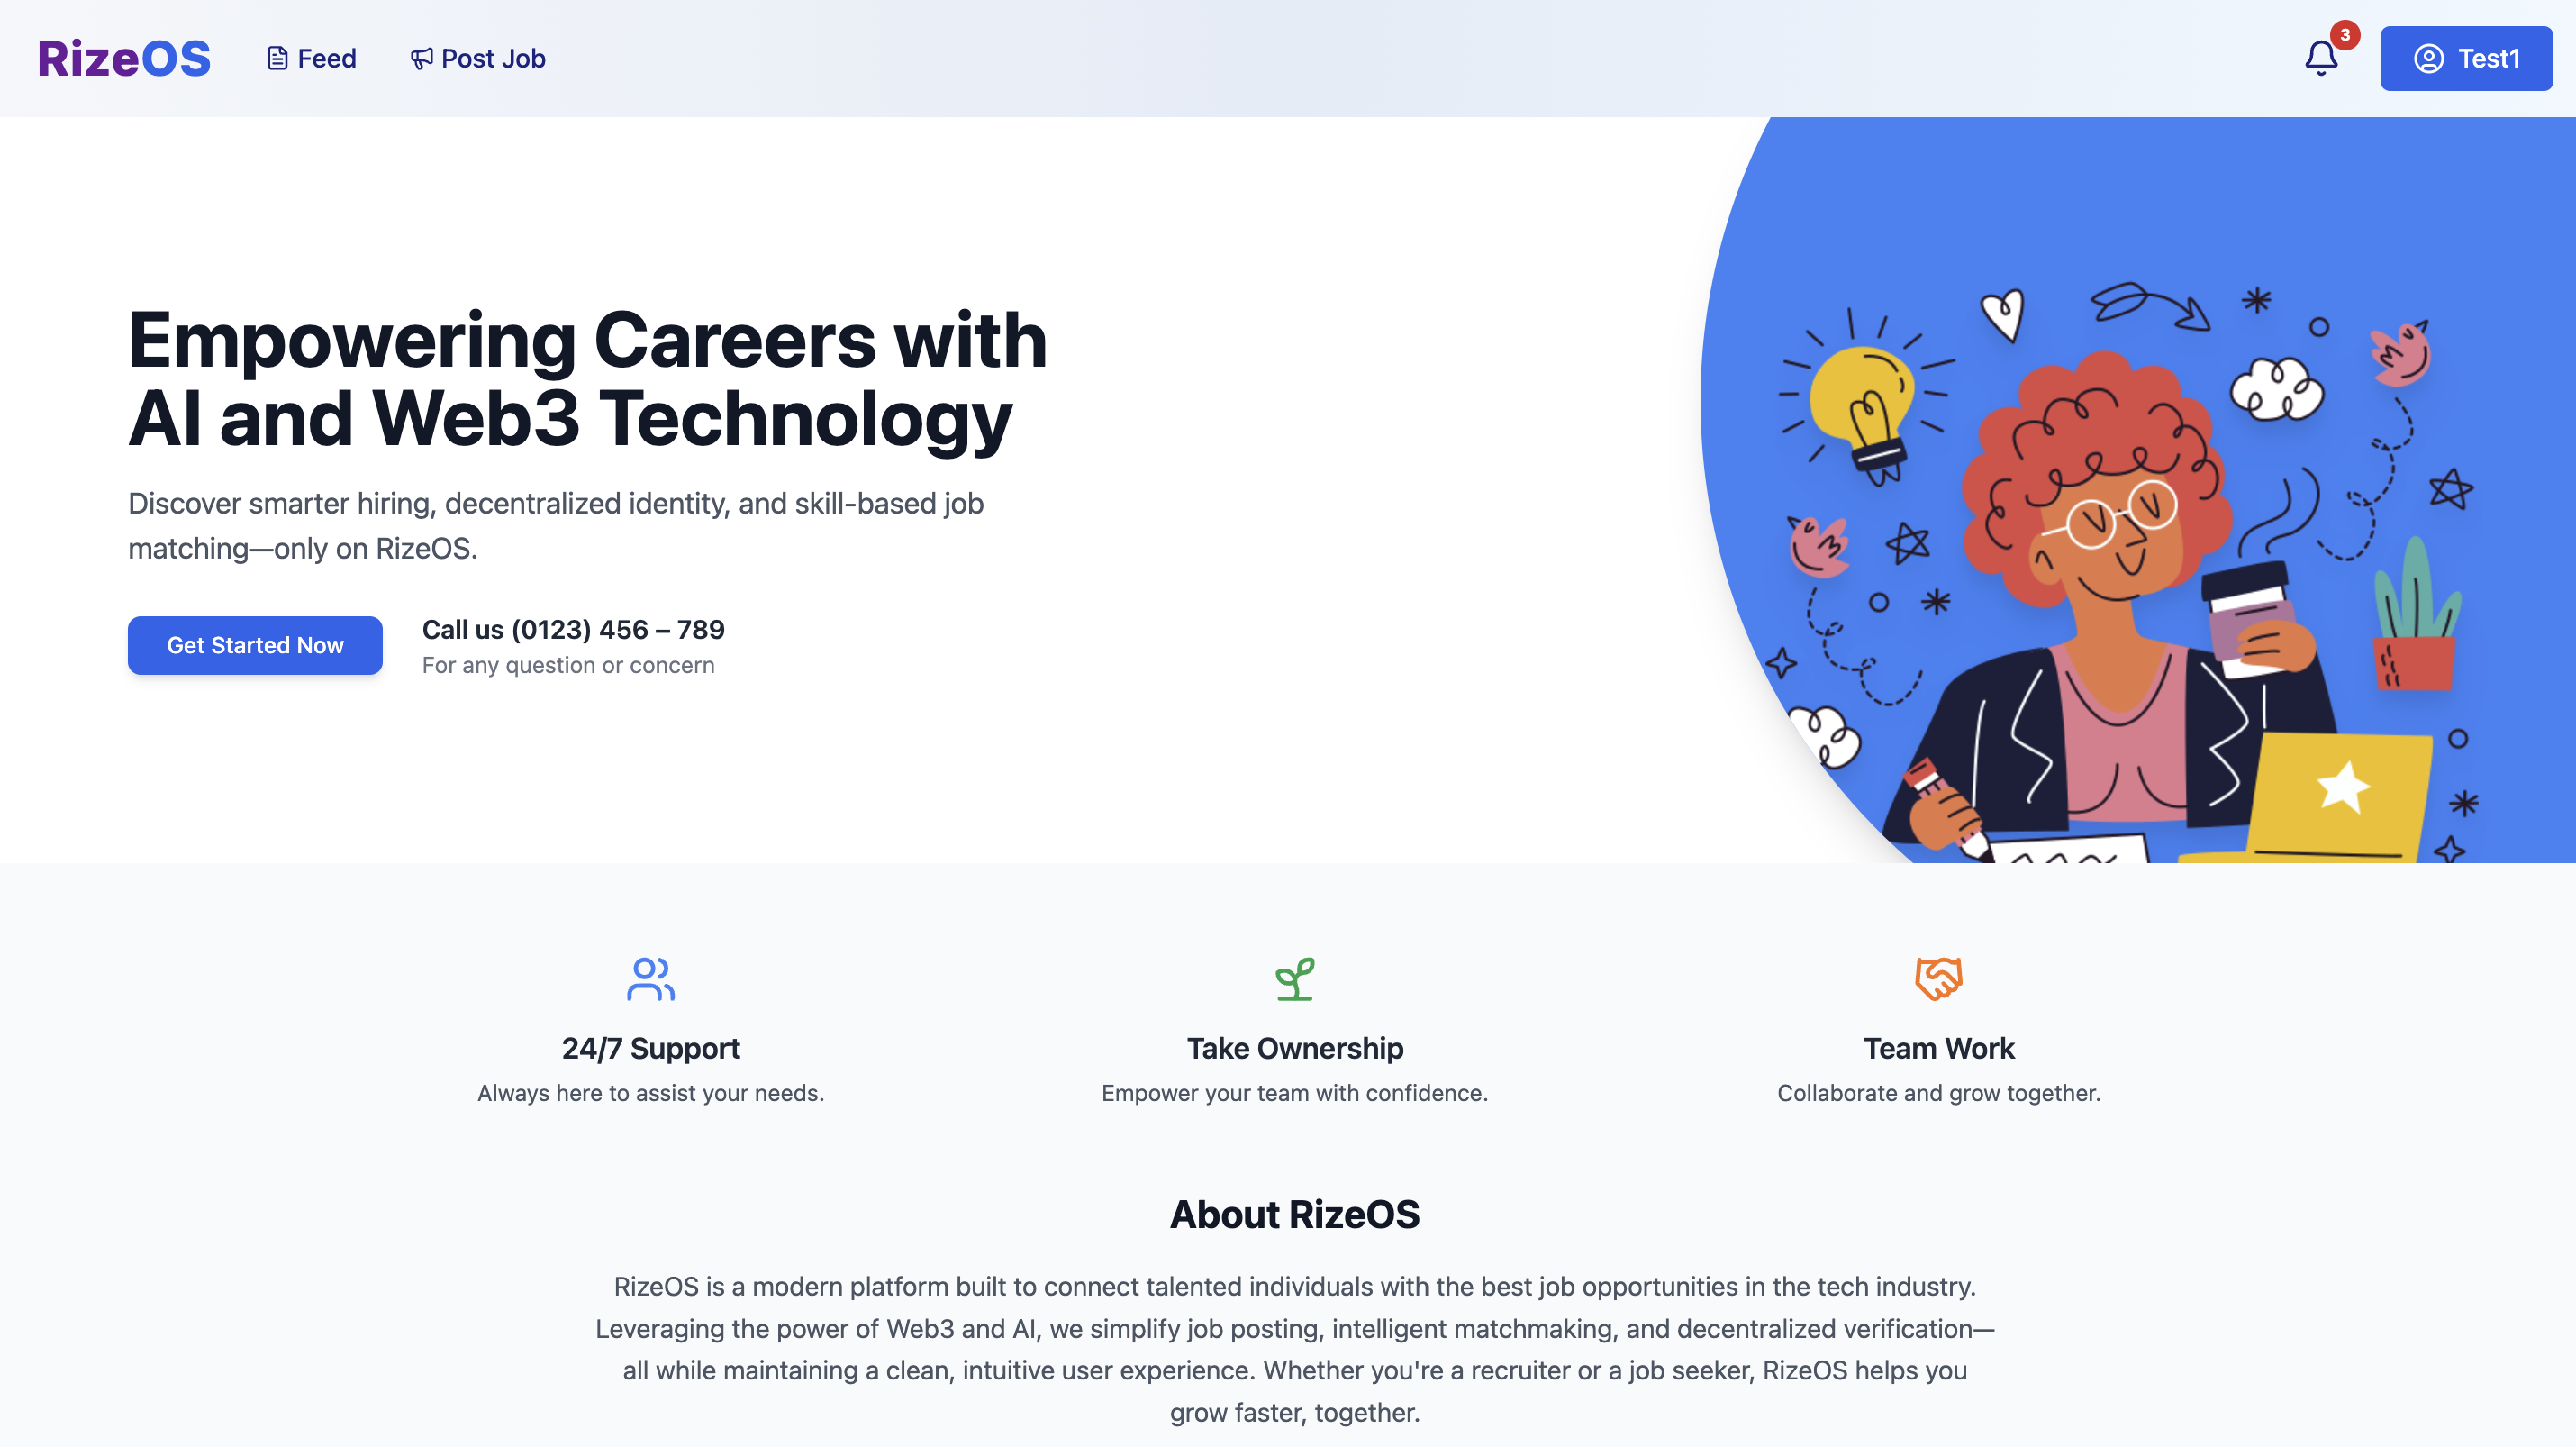 RizeOS
Feed
Post Job
3
Test1
Empowering Careers with
AI and Web3 Technology
Discover smarter hiring, decentralized identity, and skill-based job
matching—only on RizeOS.
Get Started Now
Call us (0123) 456 – 789
For any question or concern
24/7 Support
Always here to assist your needs.
Take Ownership
Empower your team with confidence.
Team Work
Collaborate and grow together.
About RizeOS
RizeOS is a modern platform built to connect talented individuals with the best job opportunities in the tech industry.
Leveraging the power of Web3 and AI, we simplify job posting, intelligent matchmaking, and decentralized verification—
all while maintaining a clean, intuitive user experience. Whether you're a recruiter or a job seeker, RizeOS helps you
grow faster, together.